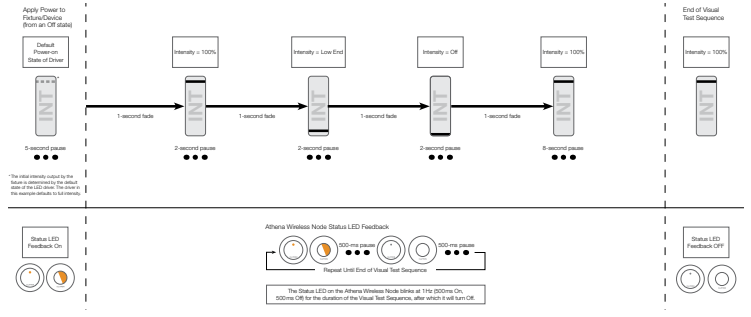 Apply Power to
Fixture/Device
(from an Off state)
End of Visual
Test Sequence
Default
Power-on
State of Driver
Intensity = 100%
Intensity = Low End
Intensity = Off
Intensity = 100%
Intensity = 100%
*
INT
INT
INT
INT
INT
INT
1-second fade
1-second fade
1-second fade
1-second fade
5-second pause
2-second pause
2-second pause
2-second pause
8-second pause
* The initial intensity output by the
fixture is determined by the default
state of the LED driver. The driver in
this example defaults to full intensity.
Status LED
Feedback On
Athena Wireless Node Status LED Feedback
500-ms pause
500-ms pause
Repeat Until End of Visual Test Sequence
The Status LED on the Athena Wireless Node blinks at 1Hz (500ms On,
500ms Off) for the duration of the Visual Test Sequence, after which it will turn Off.
Status LED
Feedback OFF